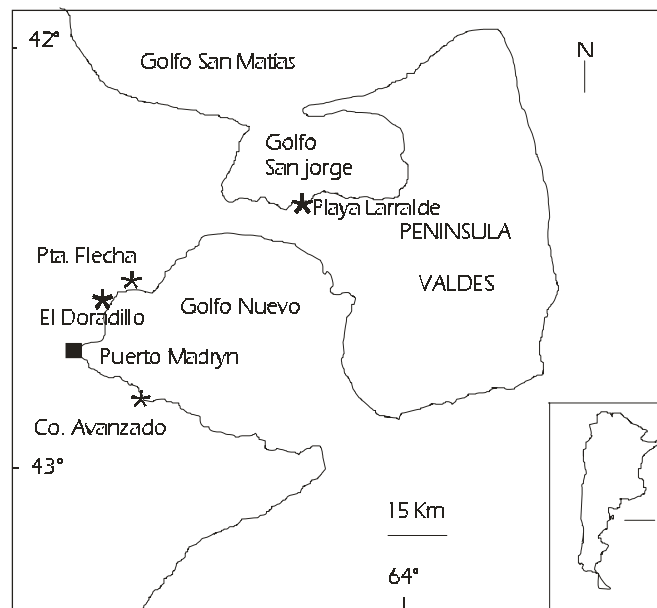 42°
Golfo San Matías
N
Golfo
San jorge
Playa Larralde
PENINSULA
Pta. Flecha
VALDES
Golfo Nuevo
El Doradillo
Puerto Madryn
Co. Avanzado
43°
15 Km
64°